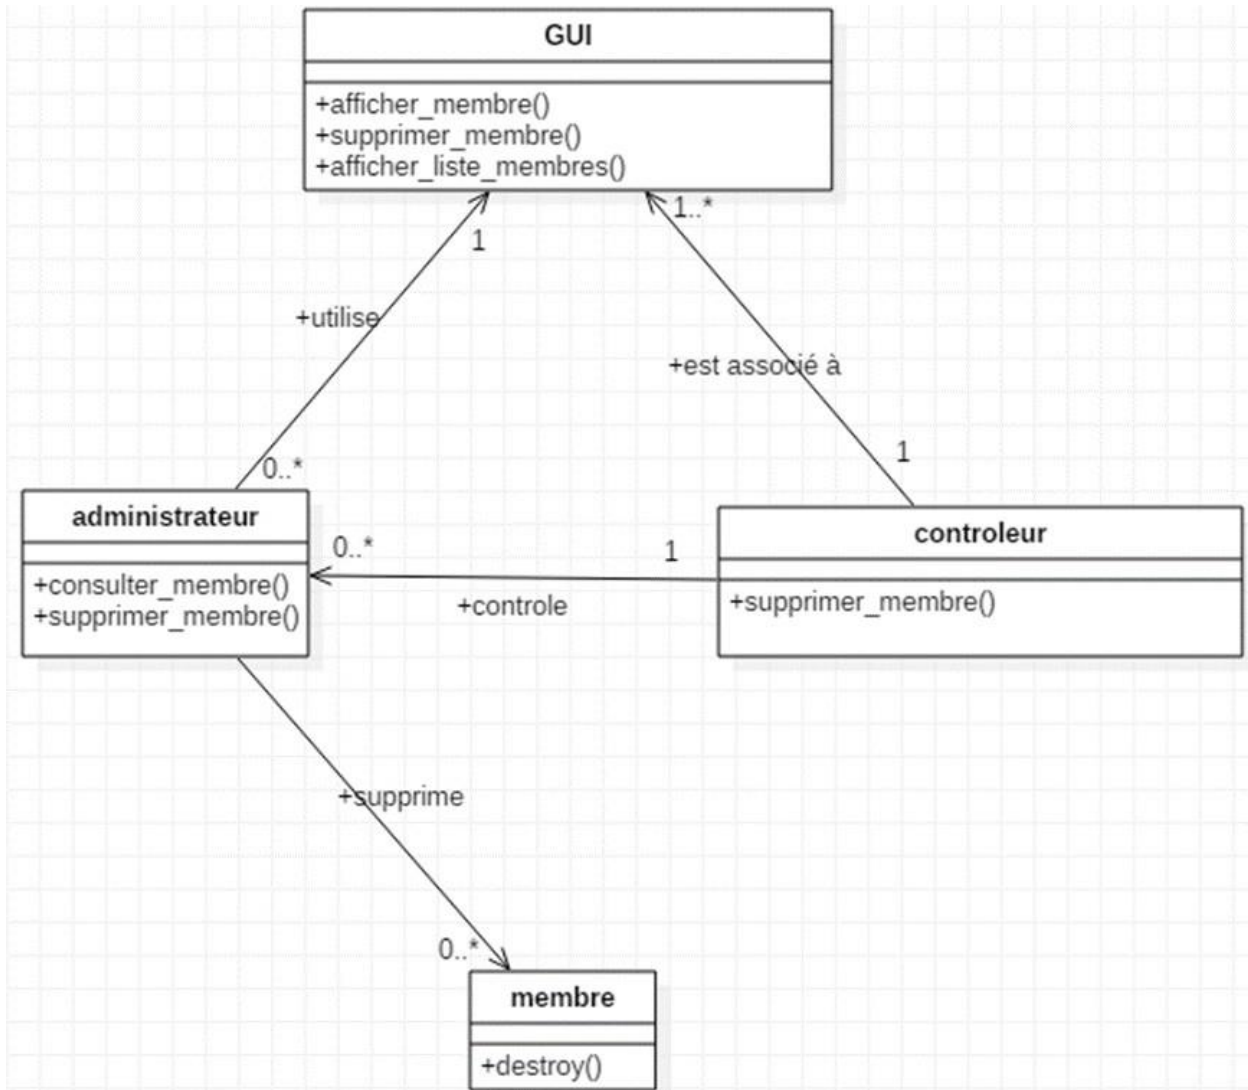 GUI
+afficher_membre()
+supprimer_membre()
+afficher_liste_membres()
1..*
1
+utilise
+est associé à
1
0..*
administrateur
+consulter_membre()
+supprimer_membre()
0..*
1
+controle
controleur
+supprimer_membre()
+supprime
0..*
membre
+destroy()